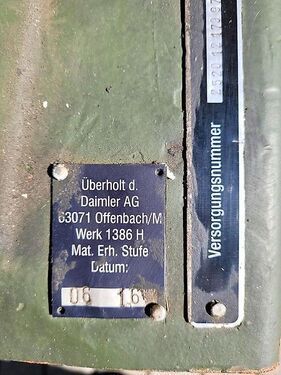 Überholt d.
Daimler AG
63071 Offenbach/M
Werk 1386 H
Mat. Erh. Stufe
Datum:
06 16
Versorgungsnummer